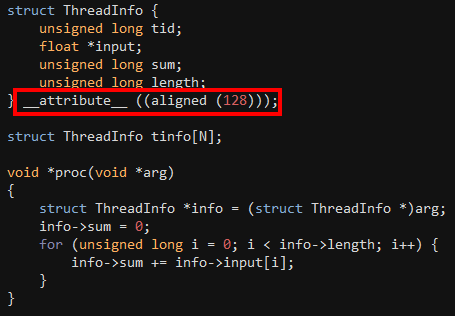 struct ThreadInfo {
    unsigned long tid;
    float *input;
    unsigned long sum;
    unsigned long length;
} __attribute__ ((aligned (128)));
struct ThreadInfo tinfo[N];
void *proc(void *arg)
{
    struct ThreadInfo *info = (struct ThreadInfo *)arg;
    info->sum = 0;
    for (unsigned long i = 0; i < info->length; i++) {
        info->sum += info->input[i];
    }
}